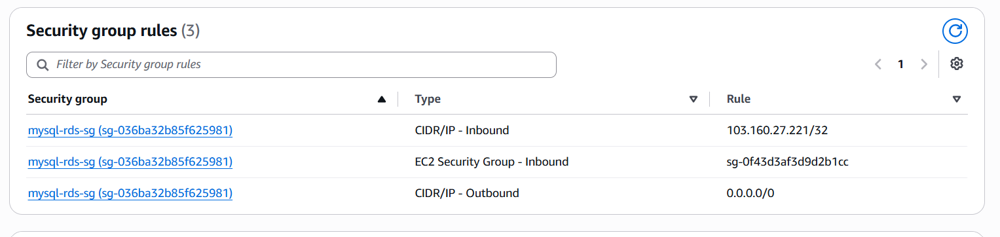 Security group rules (3)
Filter by Security group rules
1
Security group Type Rule
mysql-rds-sg (sg-036ba32b85f625981) CIDR/IP - Inbound 103.160.27.221/32
mysql-rds-sg (sg-036ba32b85f625981) EC2 Security Group - Inbound sg-0f43d3af3d9d2b1cc
mysql-rds-sg (sg-036ba32b85f625981) CIDR/IP - Outbound 0.0.0.0/0